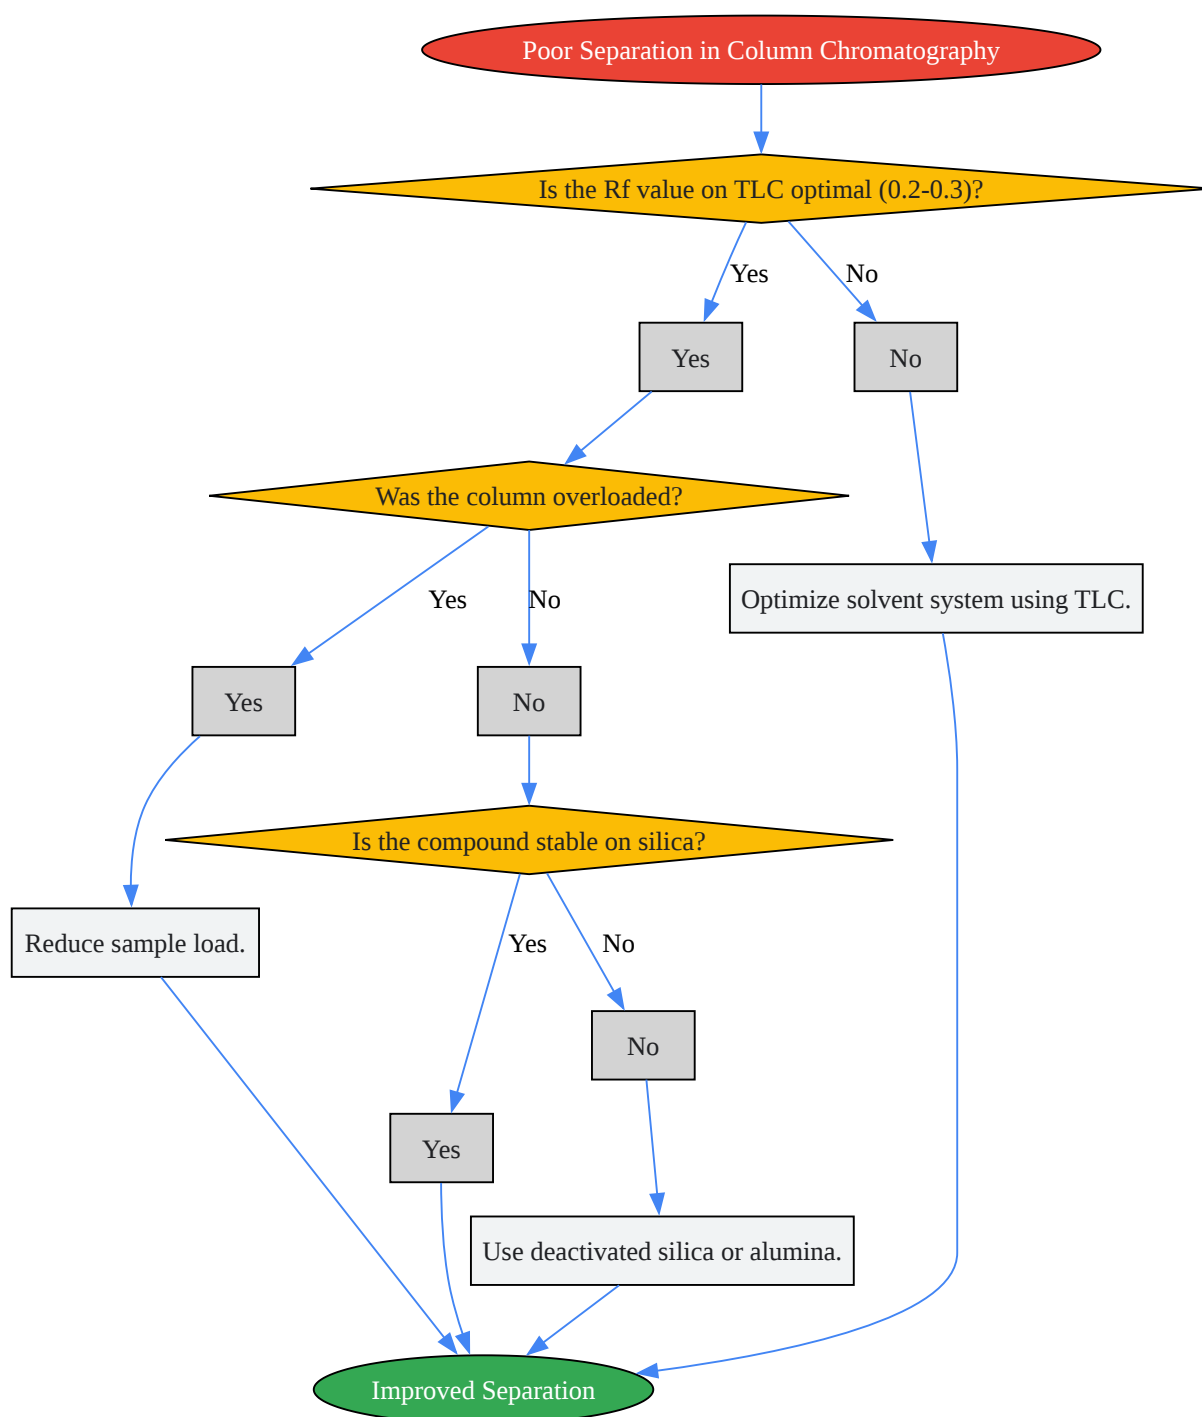 Poor Separation in Column Chromatography
Is the Rf value on TLC optimal (0.2-0.3)?
Yes
No
Yes
No
Was the column overloaded?
Optimize solvent system using TLC.
Yes
No
Yes
No
Is the compound stable on silica?
Reduce sample load.
Yes
No
No
Yes
Use deactivated silica or alumina.
Improved Separation